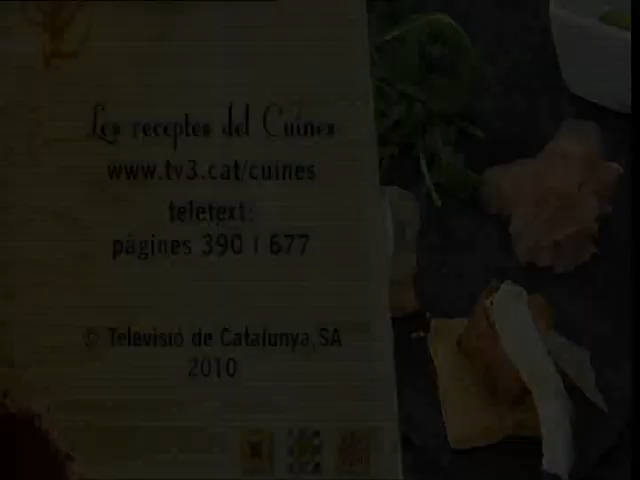 Les receptes del Cuines
www.tv3.cat/cuines
teletext:
pàgines 390 i 677
© Televisió de Catalunya, SA
2010